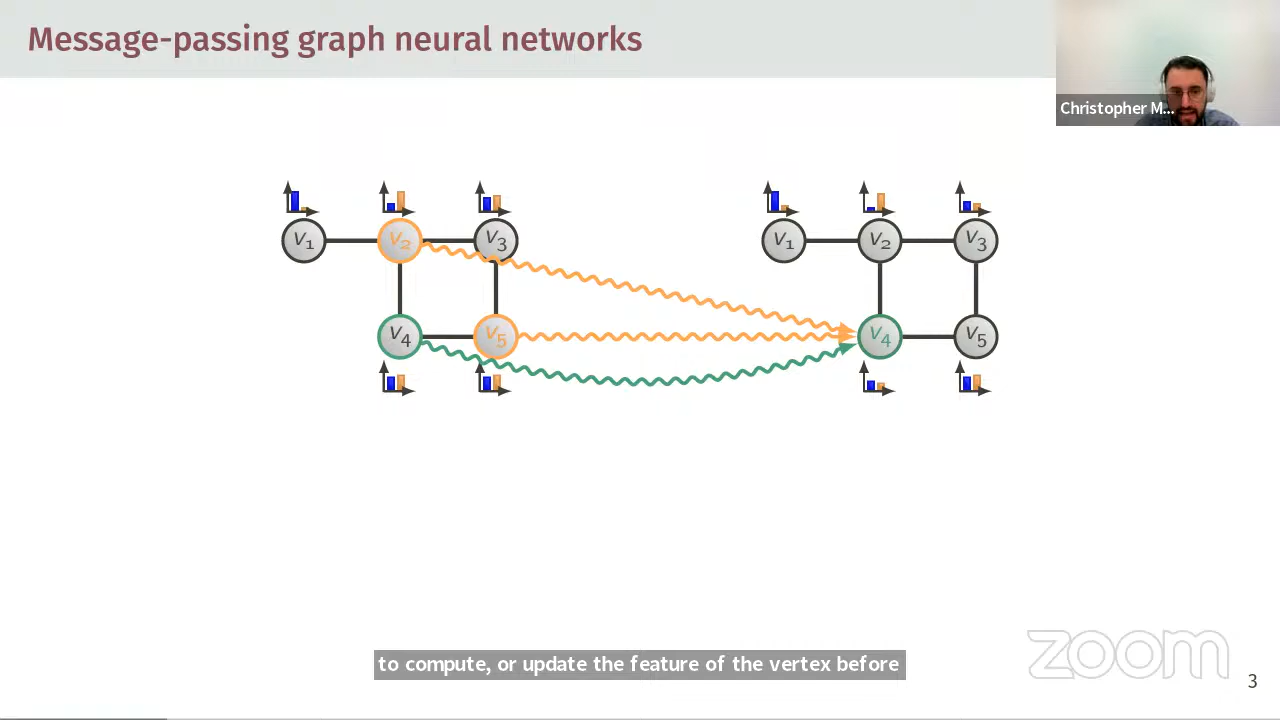 Message-passing graph neural networks
Christopher M...
v1 v2 v3 v1 v2 v3
v4 v5 v4 v5
to compute, or update the feature of the vertex before
zoom
3